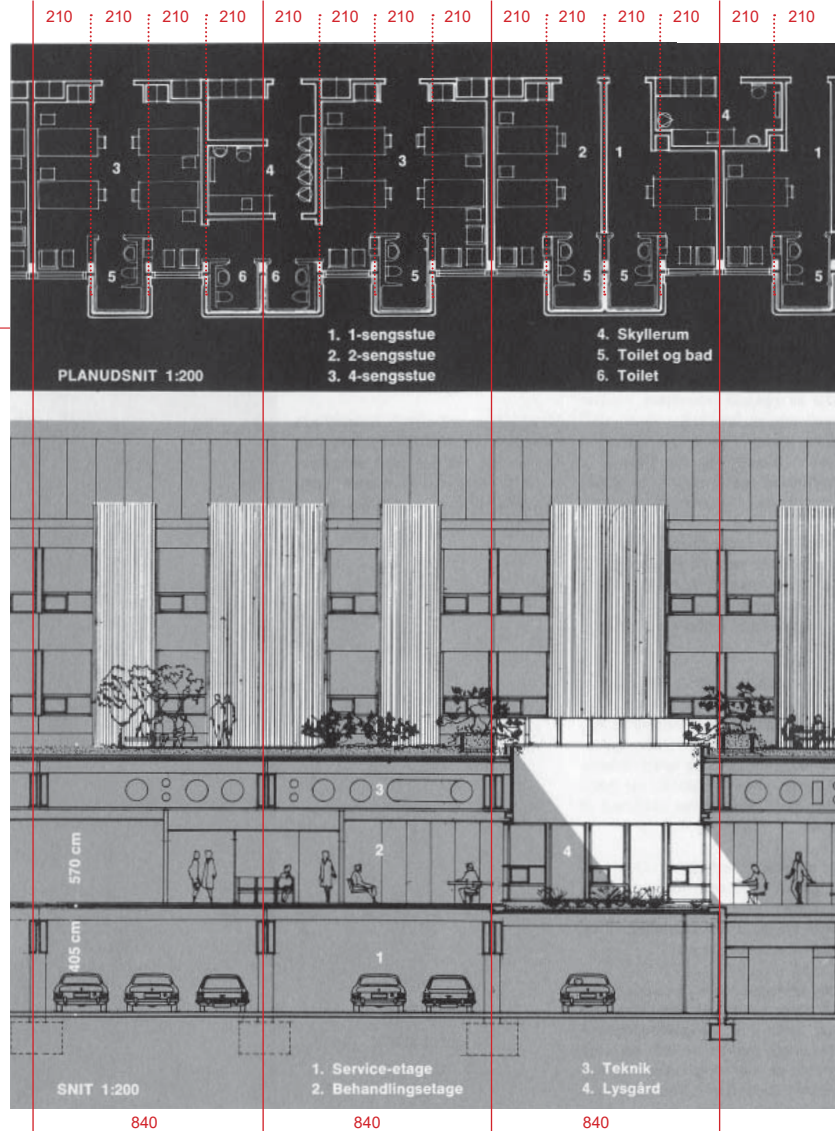 210 210 210 210 210 210 210 210 210 210 210 210 210 210
3 4 3 2 1 4 1
5 6 6 5 5 5 5
1. 1-sengsstue
2. 2-sengsstue
3. 4-sengsstue
4. Skyllerum
5. Toilet og bad
6. Toilet
PLANUDSNIT 1:200
3
570 cm
2
4
405 cm
1
1. Service-etage
2. Behandlingsetage
3. Teknik
4. Lysgård
SNIT 1:200
840 840 840